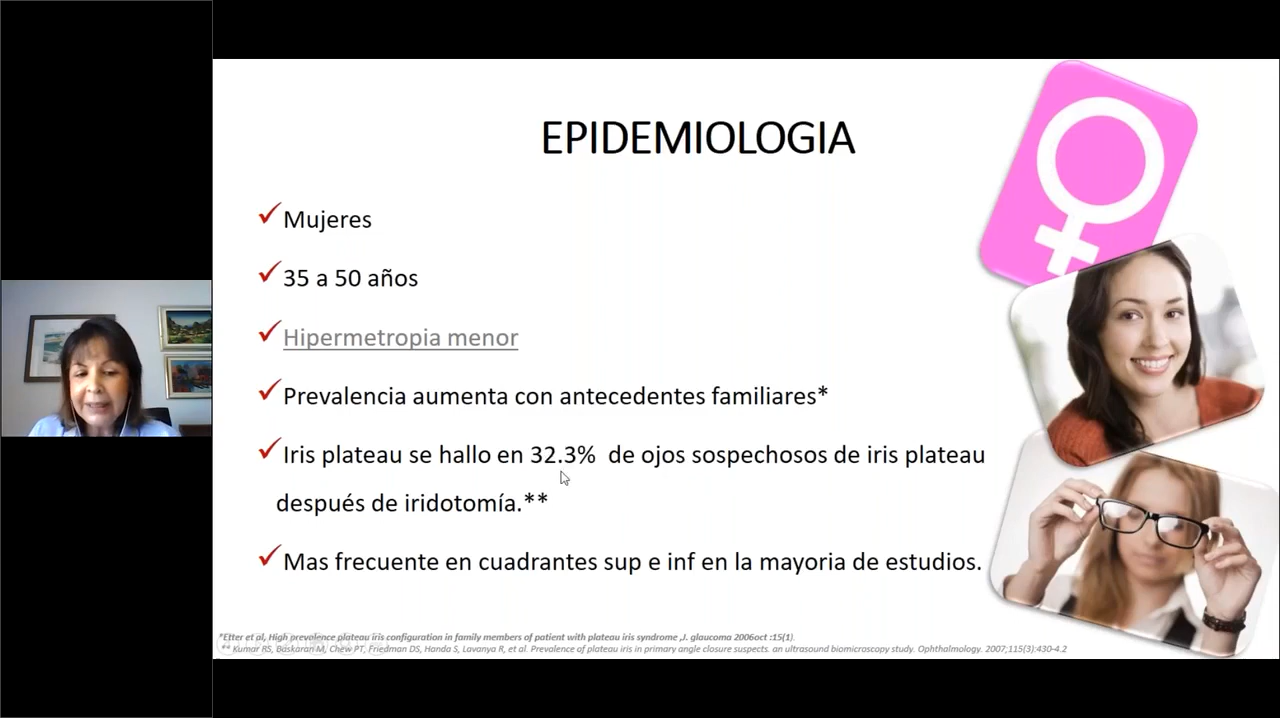 EPIDEMIOLOGIA
Mujeres
35 a 50 años
Hipermetropia menor
Prevalencia aumenta con antecedentes familiares*
Iris plateau se hallo en 32.3% de ojos sospechosos de iris plateau
después de iridotomía.**
Mas frecuente en cuadrantes sup e inf en la mayoria de estudios.
*Etter et al, High prevalence plateau iris configuration in family members of patient with plateau iris syndrome ,J. glaucoma 2006oct :15(1).
** Kumar RS, Baskaran M, Chew PT, Friedman DS, Handa S, Lavanya R, et al. Prevalence of plateau iris in primary angle closure suspects. an ultrasound biomicroscopy study. Ophthalmology. 2007;115(3):430-4.2